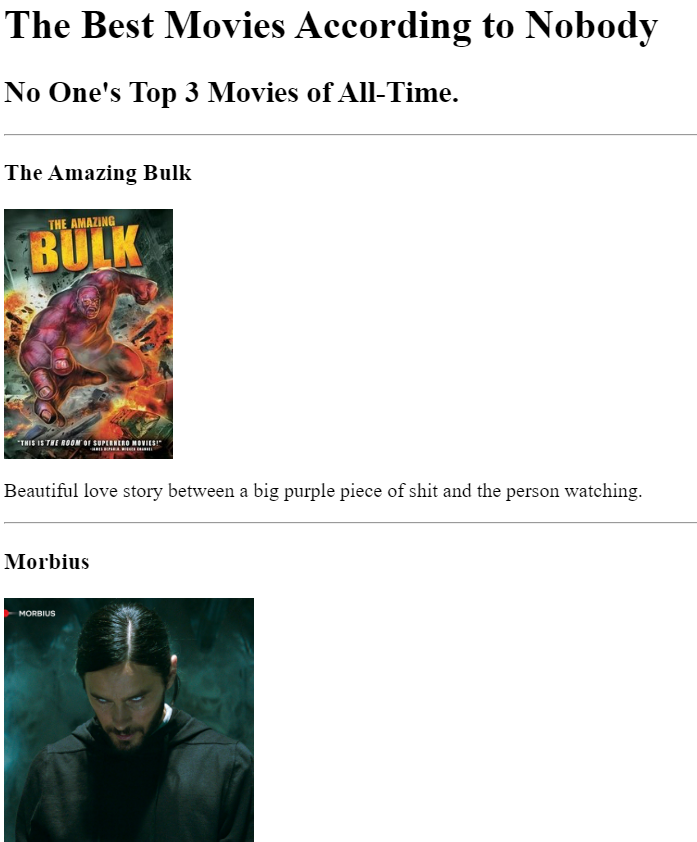 The Best Movies According to Nobody
No One's Top 3 Movies of All-Time.
The Amazing Bulk
THE AMAZING
BULK
"THIS IS THE ROOM OF SUPERHERO MOVIES!"
Beautiful love story between a big purple piece of shit and the person watching.
Morbius
MORBIUS